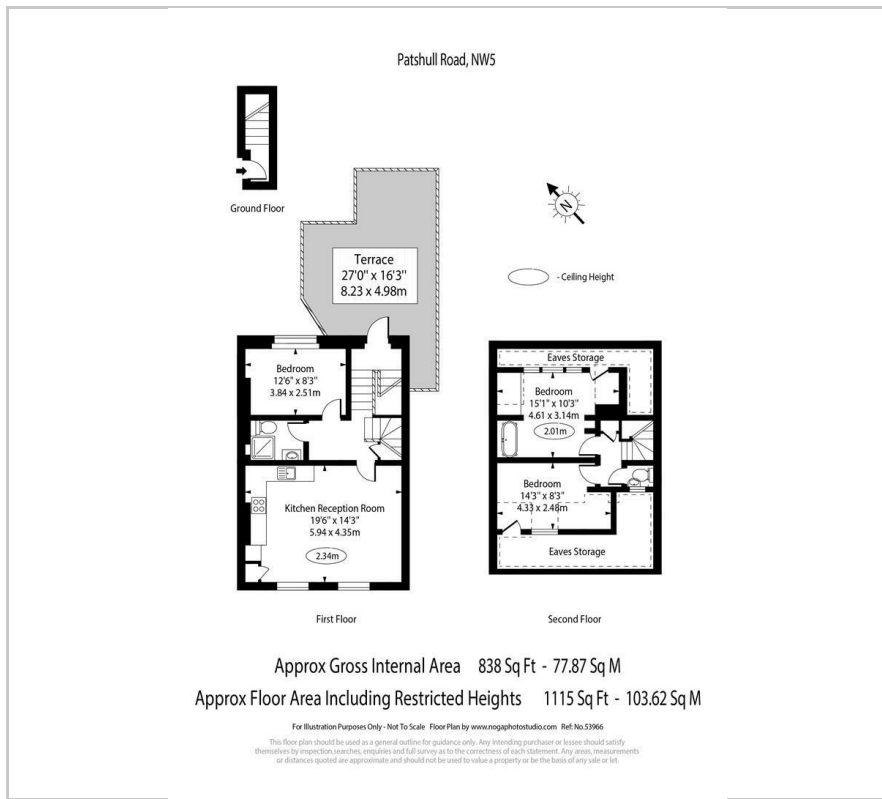 Patshull Road, NW5
Ground Floor
Terrace
27'0" x 16'3"
8.23 x 4.98m
N
- Ceiling Height
Bedroom
12'6" x 8'3"
3.84 x 2.51m
Kitchen Reception Room
19'6" x 14'3"
5.94 x 4.35m
2.34m
First Floor
Eaves Storage
Bedroom
15'1" x 10'3"
4.61 x 3.14m
2.01m
Bedroom
14'3" x 8'3"
4.33 x 2.48m
Eaves Storage
Second Floor
Approx Gross Internal Area 838 Sq Ft - 77.87 Sq M
Approx Floor Area Including Restricted Heights 1115 Sq Ft - 103.62 Sq M
For Illustration Purposes Only - Not To Scale Floor Plan by www.nogaphotostudio.com Ref: No.53966
This floor plan should be used as a general outline for guidance only. Any intending purchaser or lessee should satisfy
themselves by inspection,searches, enquiries and full survey as to the correctness of each statement. Any areas, measurements
or distances quoted are approximate and should not be used to value a property or be the basis of any sale or let.